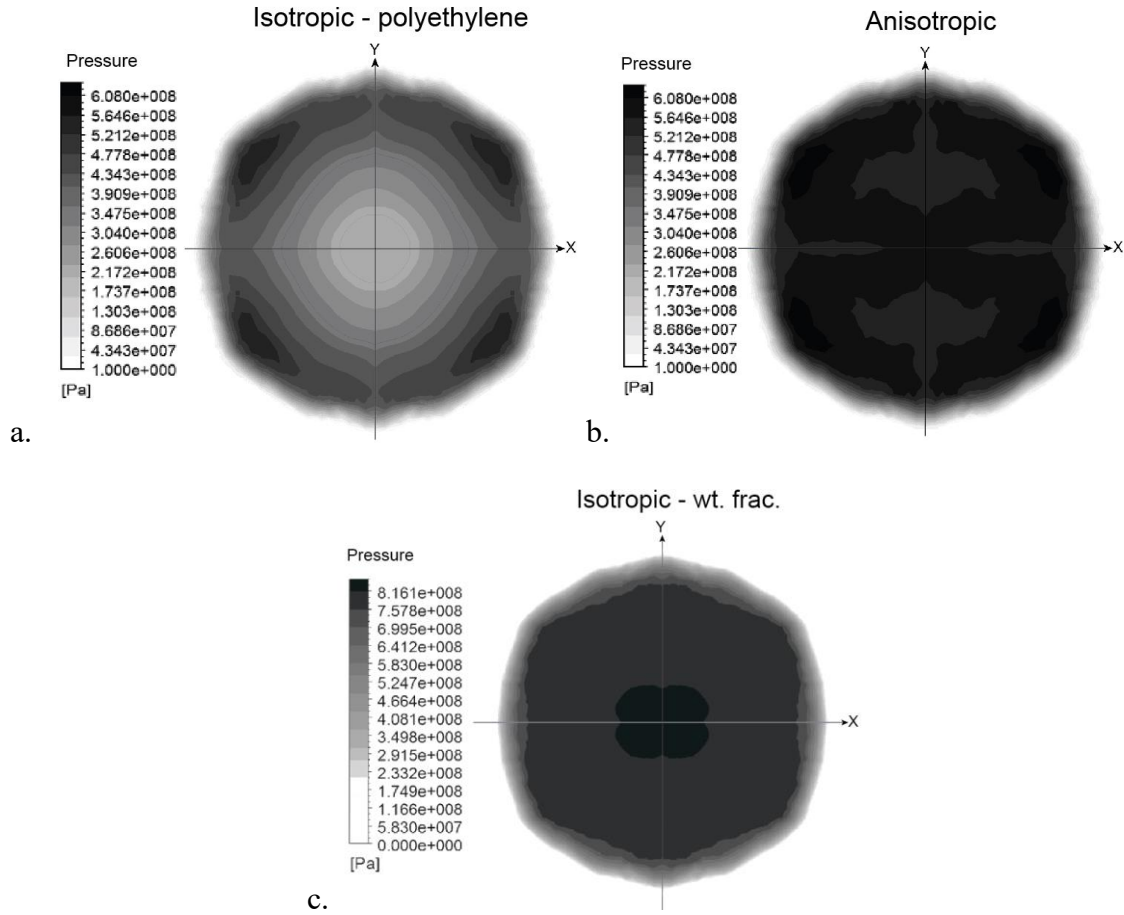 Isotropic - polyethylene
Y
Pressure
6.080e+008
5.646e+008
5.212e+008
4.778e+008
4.343e+008
3.909e+008
3.475e+008
3.040e+008
2.606e+008
2.172e+008
1.737e+008
1.303e+008
8.686e+007
4.343e+007
1.000e+000
[Pa]
X
a.
Anisotropic
Y
Pressure
6.080e+008
5.646e+008
5.212e+008
4.778e+008
4.343e+008
3.909e+008
3.475e+008
3.040e+008
2.606e+008
2.172e+008
1.737e+008
1.303e+008
8.686e+007
4.343e+007
1.000e+000
[Pa]
X
b.
Isotropic - wt. frac.
Y
Pressure
8.161e+008
7.578e+008
6.995e+008
6.412e+008
5.830e+008
5.247e+008
4.664e+008
4.081e+008
3.498e+008
2.915e+008
2.332e+008
1.749e+008
1.166e+008
5.830e+007
0.000e+000
[Pa]
X
c.